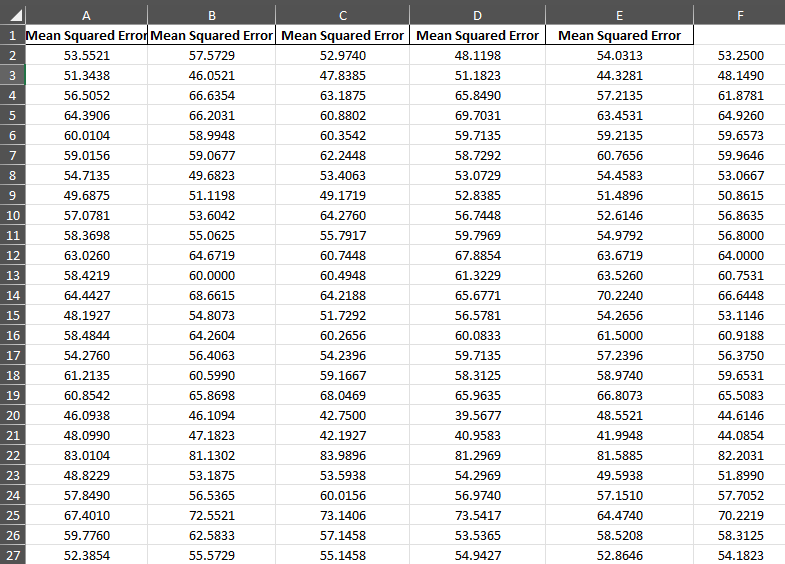 A B C D E F
1 Mean Squared Error Mean Squared Error Mean Squared Error Mean Squared Error Mean Squared Error
2 53.5521 57.5729 52.9740 48.1198 54.0313 53.2500
3 51.3438 46.0521 47.8385 51.1823 44.3281 48.1490
4 56.5052 66.6354 63.1875 65.8490 57.2135 61.8781
5 64.3906 66.2031 60.8802 69.7031 63.4531 64.9260
6 60.0104 58.9948 60.3542 59.7135 59.2135 59.6573
7 59.0156 59.0677 62.2448 58.7292 60.7656 59.9646
8 54.7135 49.6823 53.4063 53.0729 54.4583 53.0667
9 49.6875 51.1198 49.1719 52.8385 51.4896 50.8615
10 57.0781 53.6042 64.2760 56.7448 52.6146 56.8635
11 58.3698 55.0625 55.7917 59.7969 54.9792 56.8000
12 63.0260 64.6719 60.7448 67.8854 63.6719 64.0000
13 58.4219 60.0000 60.4948 61.3229 63.5260 60.7531
14 64.4427 68.6615 64.2188 65.6771 70.2240 66.6448
15 48.1927 54.8073 51.7292 56.5781 54.2656 53.1146
16 58.4844 64.2604 60.2656 60.0833 61.5000 60.9188
17 54.2760 56.4063 54.2396 59.7135 57.2396 56.3750
18 61.2135 60.5990 59.1667 58.3125 58.9740 59.6531
19 60.8542 65.8698 68.0469 65.9635 66.8073 65.5083
20 46.0938 46.1094 42.7500 39.5677 48.5521 44.6146
21 48.0990 47.1823 42.1927 40.9583 41.9948 44.0854
22 83.0104 81.1302 83.9896 81.2969 81.5885 82.2031
23 48.8229 53.1875 53.5938 54.2969 49.5938 51.8990
24 57.8490 56.5365 60.0156 56.9740 57.1510 57.7052
25 67.4010 72.5521 73.1406 73.5417 64.4740 70.2219
26 59.7760 62.5833 57.1458 53.5365 58.5208 58.3125
27 52.3854 55.5729 55.1458 54.9427 52.8646 54.1823